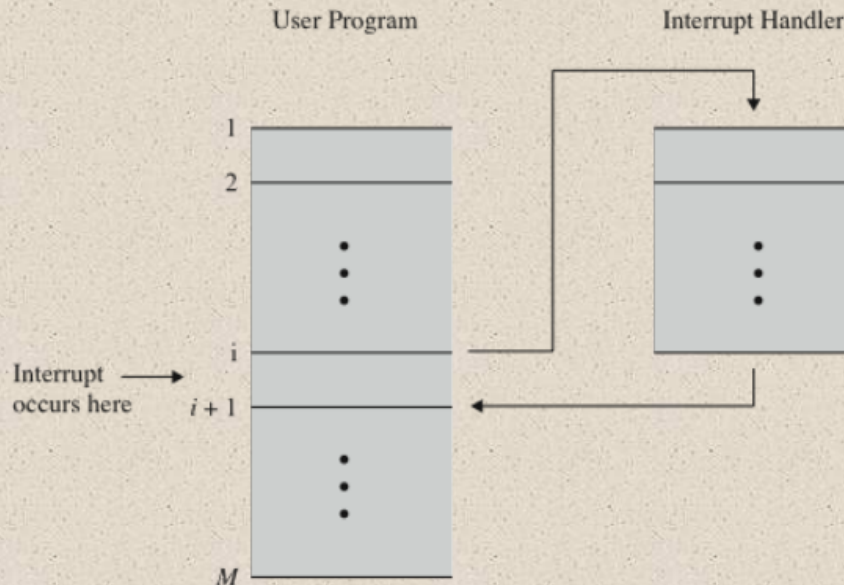 User Program
Interrupt Handler
1
2
i
Interrupt
occurs here
i + 1
M